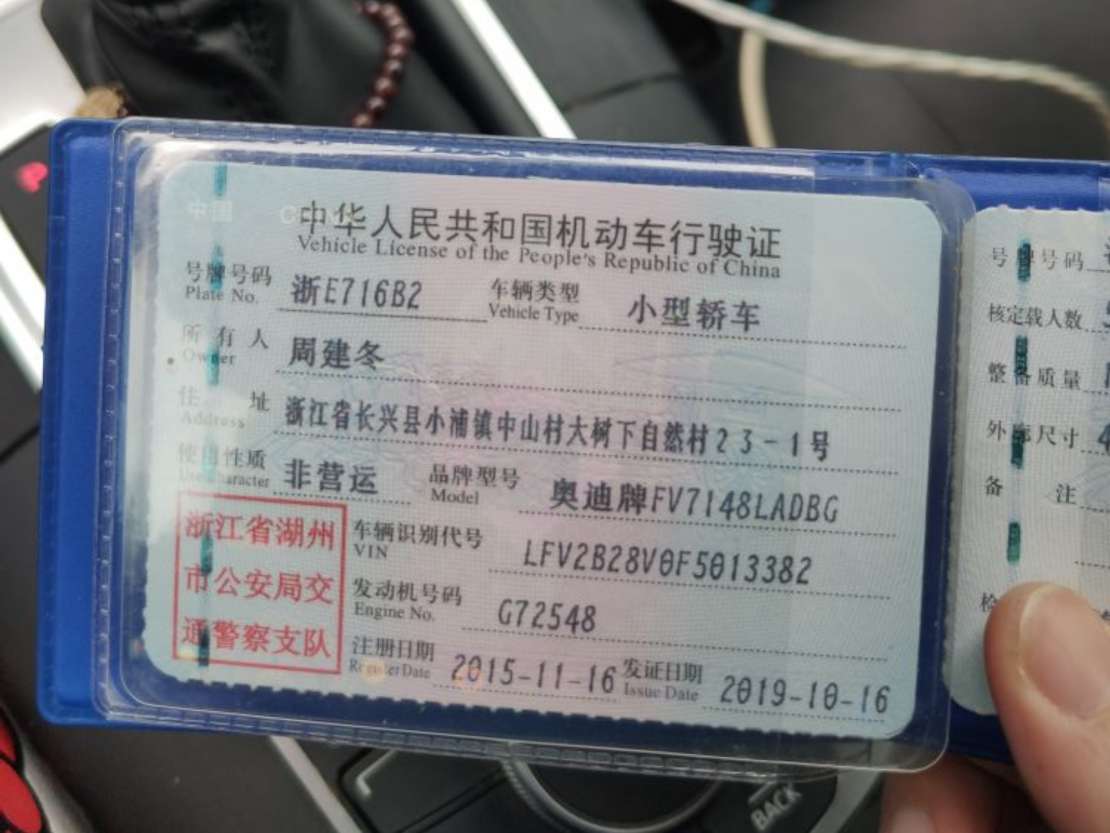 中国
中华人民共和国机动车行驶证
Vehicle License of the People's Republic of China
号牌号码 浙E716B2 车辆类型 小型轿车
Plate No. Vehicle Type
所有人 周建冬
Owner
住址 浙江省长兴县小浦镇中山村大树下自然村23-1号
Address
使用性质 非营运 品牌型号 奥迪牌FV7148LADBG
Use Character Model
浙江省湖州
市公安局交
通警察支队
车辆识别代号 LFV2B28V0F5013382
VIN
发动机号码 G72548
Engine No.
注册日期 2015-11-16 发证日期 2019-10-16
Register Date Issue Date
号牌号码
核定载人数
整备质量
外廓尺寸
备注
检
BACK